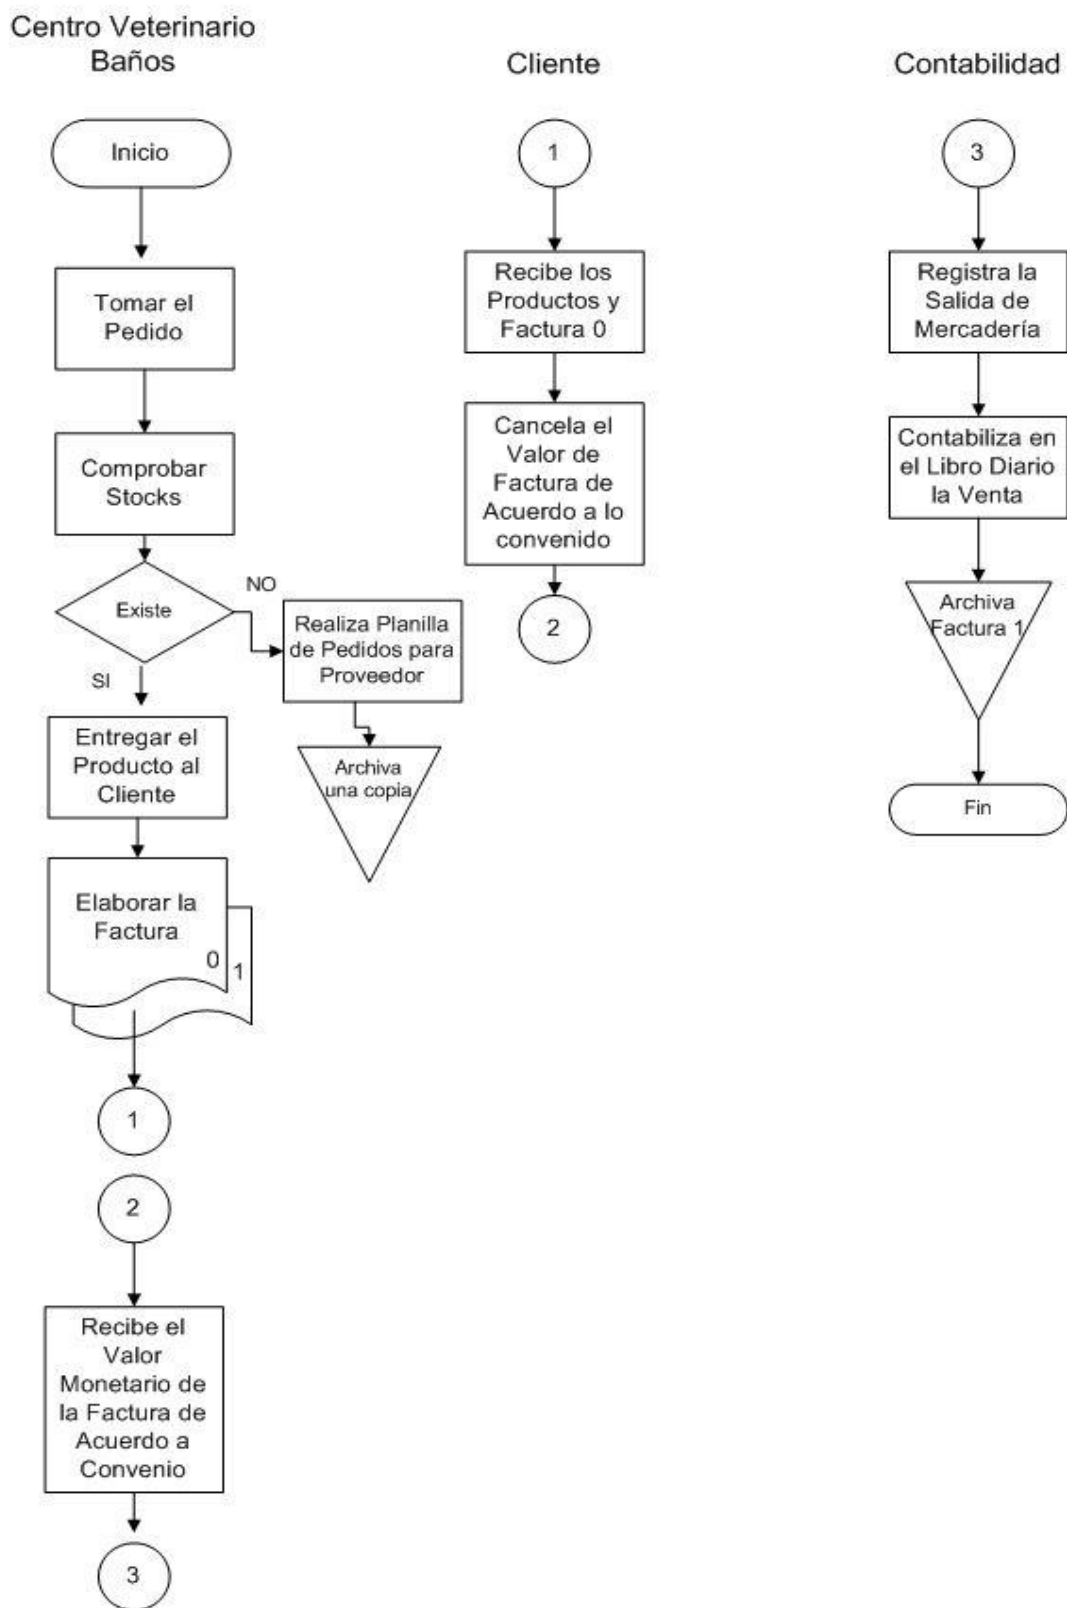 Centro Veterinario
Baños
Inicio
Tomar el
Pedido
Comprobar
Stocks
Existe
NO
SI
Realiza Planilla
de Pedidos para
Proveedor
Archiva
una copia
Entregar el
Producto al
Cliente
Elaborar la
Factura
0
1
1
2
Recibe el
Valor
Monetario de
la Factura de
Acuerdo a
Convenio
3
Cliente
1
Recibe los
Productos y
Factura 0
Cancela el
Valor de
Factura de
Acuerdo a lo
convenido
2
Contabilidad
3
Registra la
Salida de
Mercadería
Contabiliza en
el Libro Diario
la Venta
Archiva
Factura 1
Fin